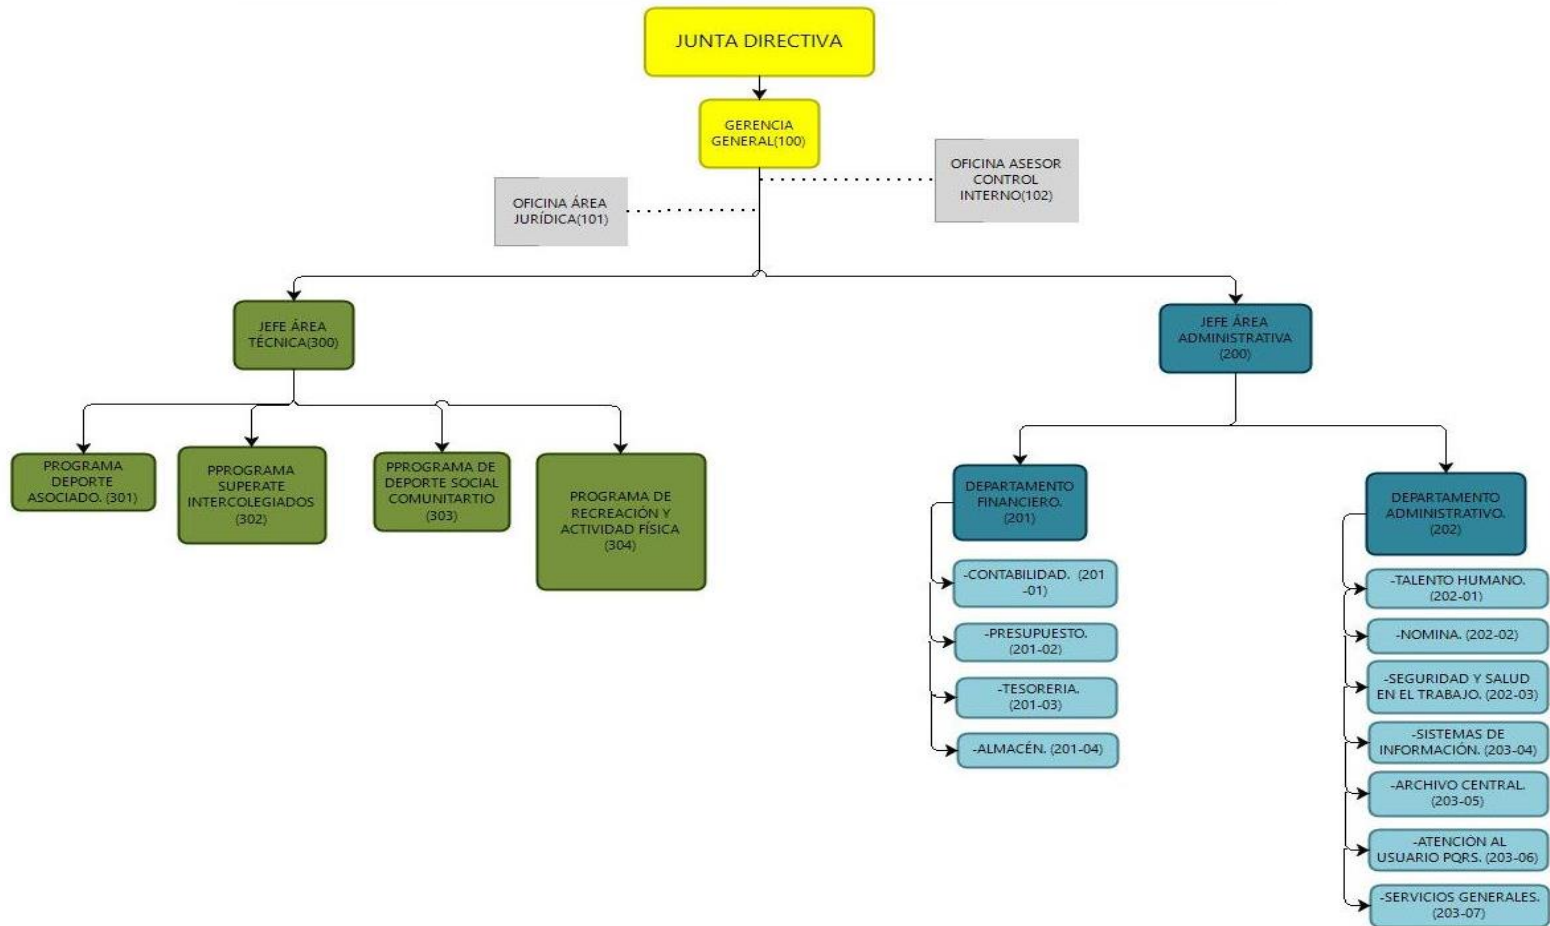 JUNTA DIRECTIVA
GERENCIA
GENERAL(100)
OFICINA ASESOR
CONTROL
INTERNO(102)
OFICINA ÁREA
JURÍDICA(101)
JEFE ÁREA
TÉCNICA(300)
JEFE ÁREA
ADMINISTRATIVA
(200)
PROGRAMA
DEPORTE
ASOCIADO. (301)
PPROGRAMA
SUPERATE
INTERCOLEGIADOS
(302)
PPROGRAMA DE
DEPORTE SOCIAL
COMUNITARTIO
(303)
PROGRAMA DE
RECREACIÓN Y
ACTIVIDAD FÍSICA
(304)
DEPARTAMENTO
FINANCIERO.
(201)
-CONTABILIDAD. (201
-01)
-PRESUPUESTO.
(201-02)
-TESORERIA.
(201-03)
-ALMACÉN. (201-04)
DEPARTAMENTO
ADMINISTRATIVO.
(202)
-TALENTO HUMANO.
(202-01)
-NOMINA. (202-02)
-SEGURIDAD Y SALUD
EN EL TRABAJO. (202-03)
-SISTEMAS DE
INFORMACIÓN. (203-04)
-ARCHIVO CENTRAL.
(203-05)
-ATENCIÓN AL
USUARIO PQRS. (203-06)
-SERVICIOS GENERALES.
(203-07)